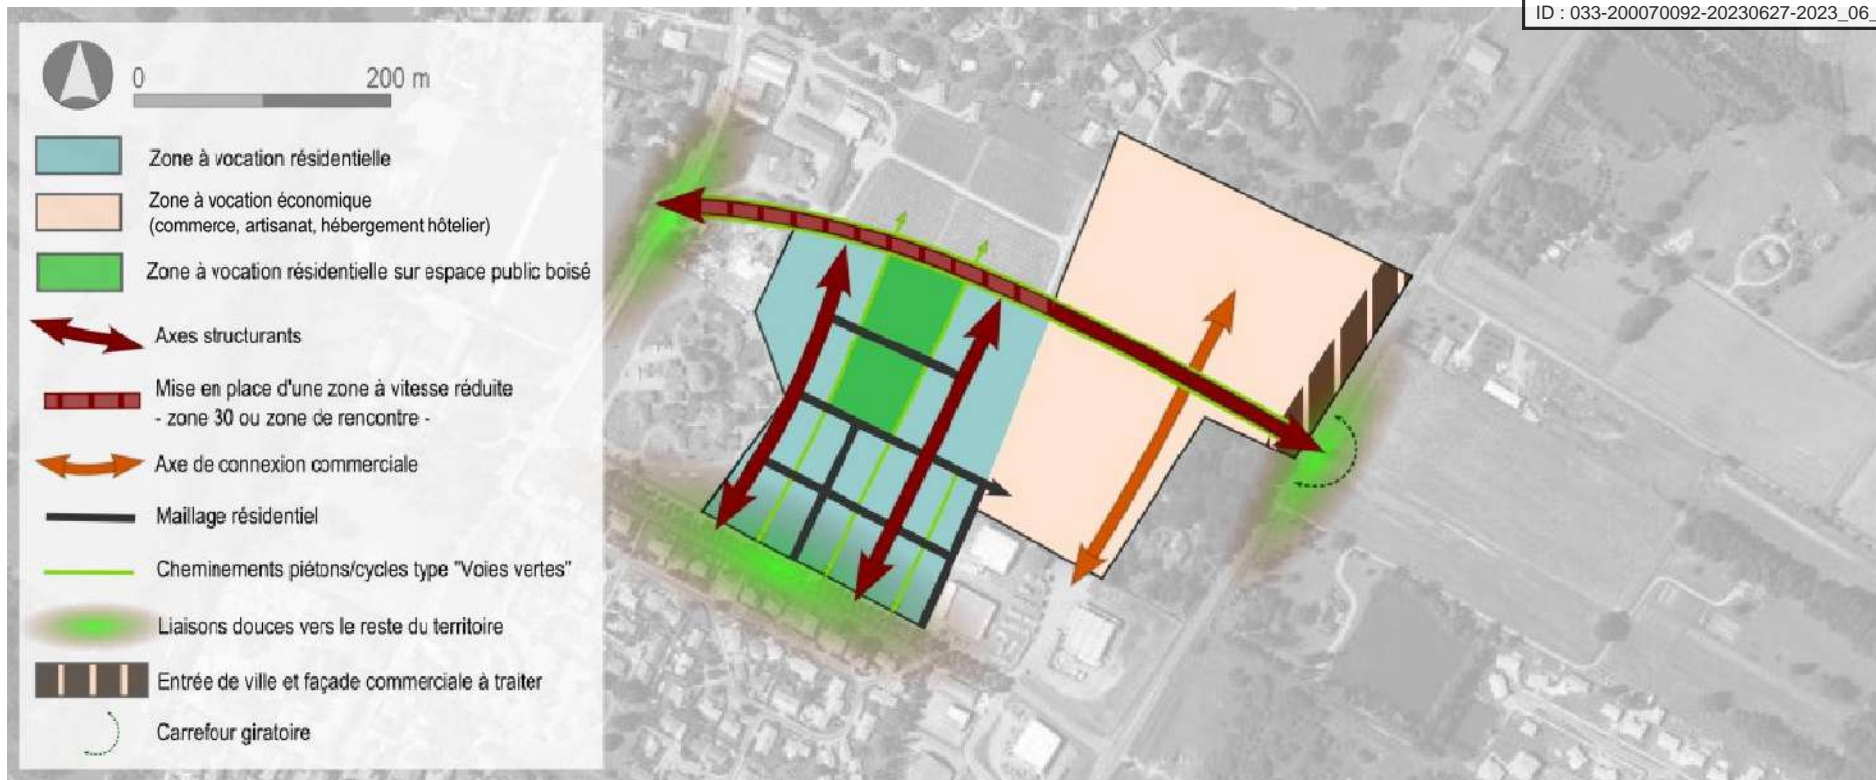 ID : 033-200070092-20230627-2023_06_
0 200 m
Zone à vocation résidentielle
Zone à vocation économique
(commerce, artisanat, hébergement hôtelier)
Zone à vocation résidentielle sur espace public boisé
Axes structurants
Mise en place d'une zone à vitesse réduite
- zone 30 ou zone de rencontre -
Axe de connexion commerciale
Maillage résidentiel
Cheminements piétons/cycles type "Voies vertes"
Liaisons douces vers le reste du territoire
Entrée de ville et façade commerciale à traiter
Carrefour giratoire